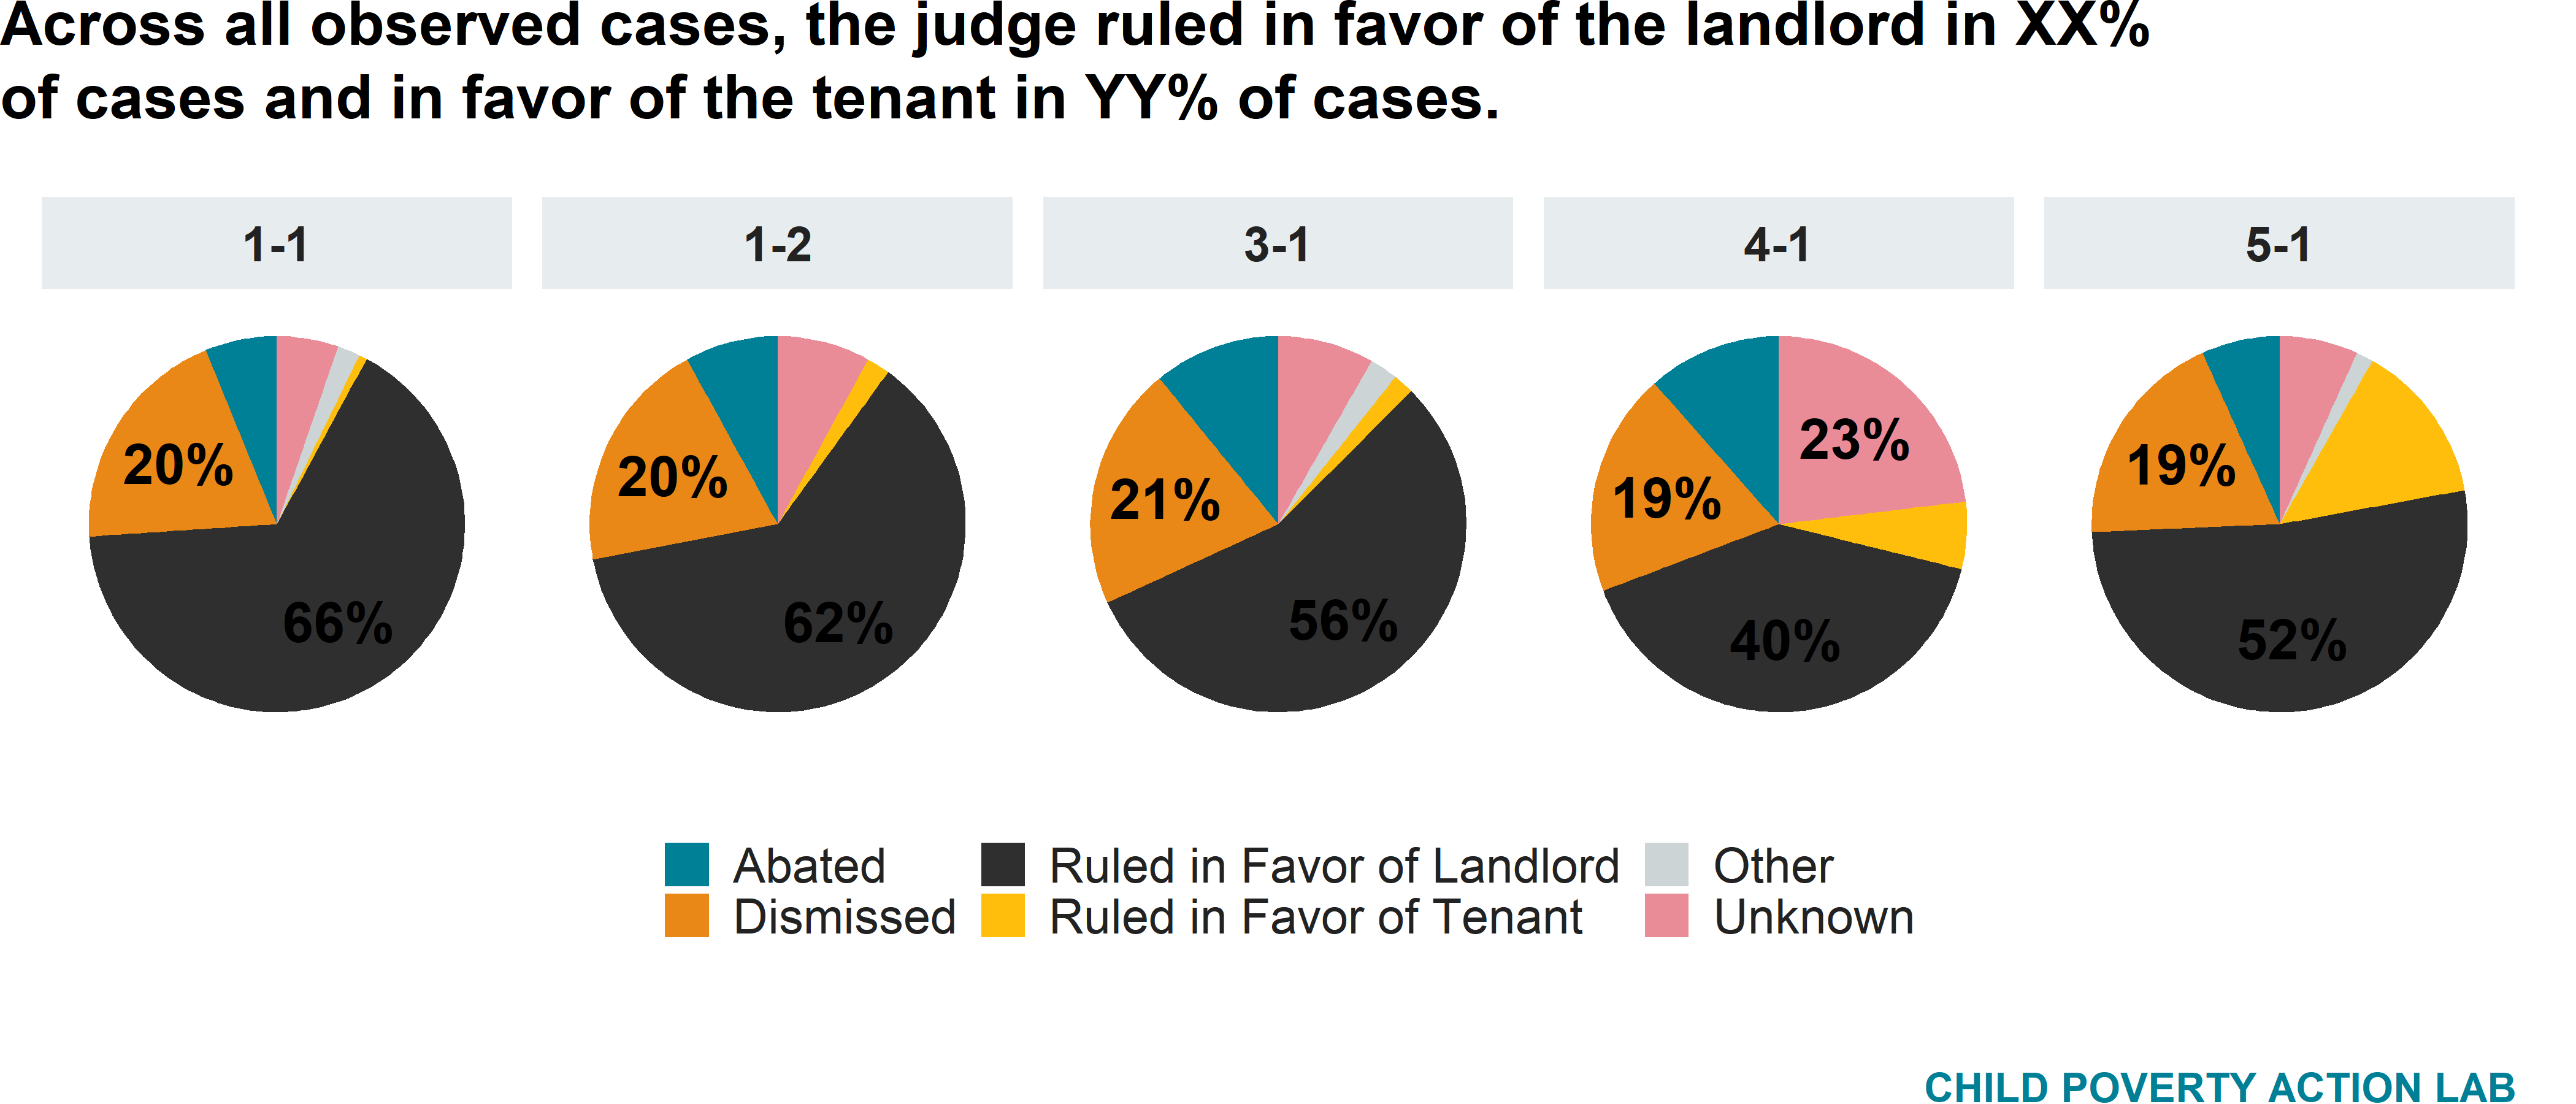 Across all observed cases, the judge ruled in favor of the landlord in XX%
of cases and in favor of the tenant in YY% of cases.
1-1
1-2
3-1
4-1
5-1
20%
66%
20%
62%
21%
56%
23%
19%
40%
19%
52%
Abated
Ruled in Favor of Landlord
Other
Dismissed
Ruled in Favor of Tenant
Unknown
CHILD POVERTY ACTION LAB